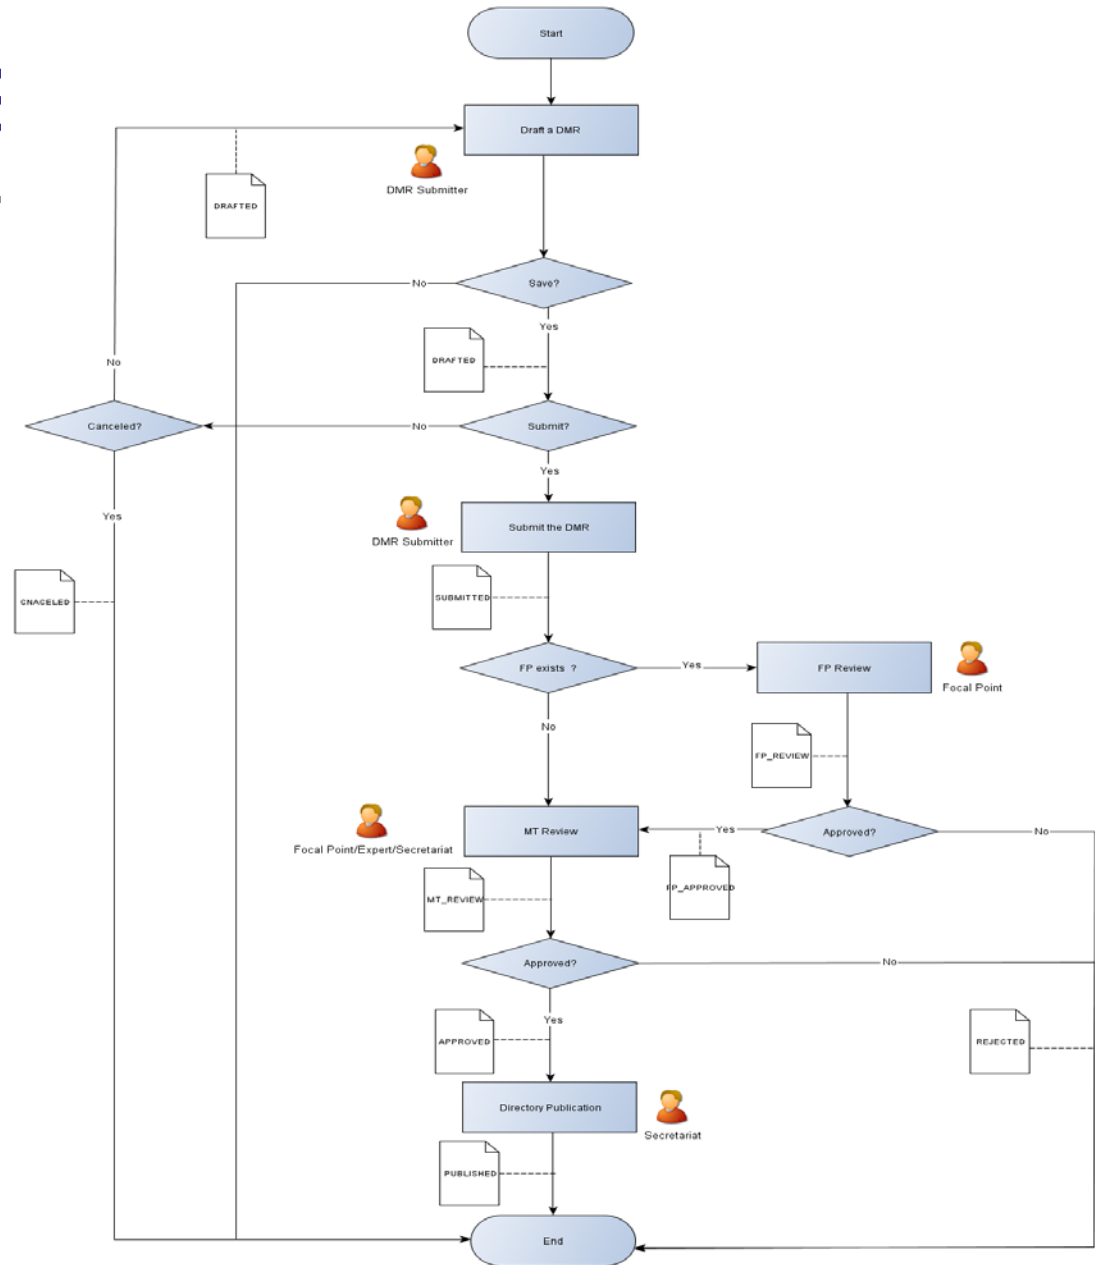 Start
Draft a DMR
DMR Submitter
DRAFTED
No
Save?
Yes
DRAFTED
No
Canceled?
No
Submit?
Yes
Yes
DMR Submitter
Submit the DMR
CNACELED
SUBMITTED
FP exists ?
Yes
FP Review
Focal Point
No
FP_REVIEW
Focal Point/Expert/Secretariat
MT Review
Yes
Approved?
No
FP_APPROVED
MT_REVIEW
Approved?
No
Yes
APPROVED
REJECTED
Directory Publication
Secretariat
PUBLISHED
End